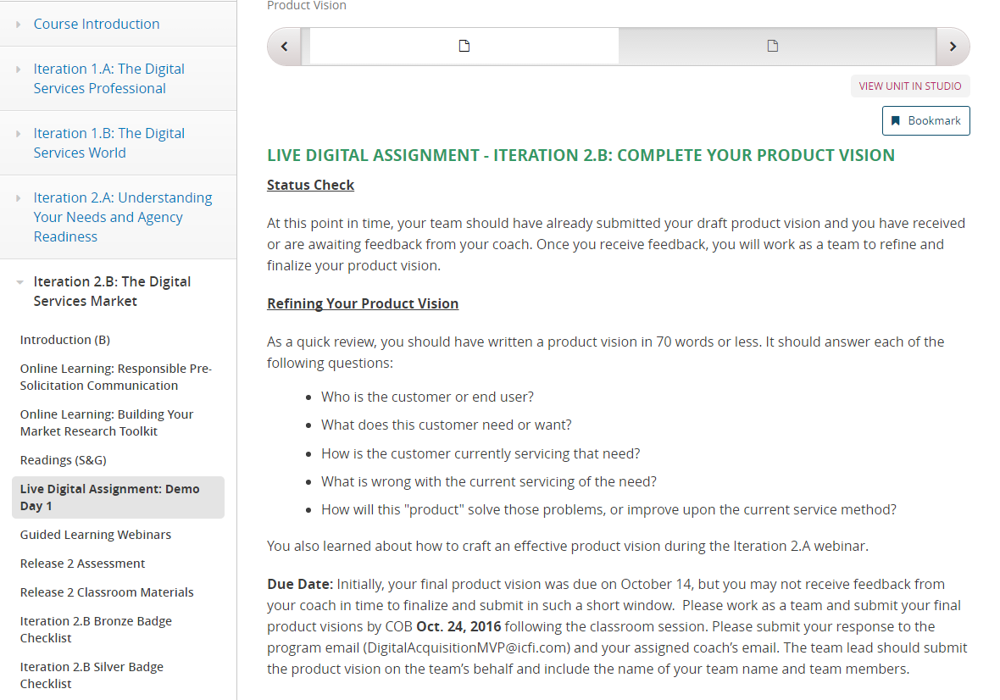 Course Introduction
Iteration 1.A: The Digital
Services Professional
Iteration 1.B: The Digital
Services World
Iteration 2.A: Understanding
Your Needs and Agency
Readiness
Iteration 2.B: The Digital
Services Market
Introduction (B)
Online Learning: Responsible Pre-
Solicitation Communication
Online Learning: Building Your
Market Research Toolkit
Readings (S&G)
Live Digital Assignment: Demo
Day 1
Guided Learning Webinars
Release 2 Assessment
Release 2 Classroom Materials
Iteration 2.B Bronze Badge
Checklist
Iteration 2.B Silver Badge
Checklist
Product Vision
VIEW UNIT IN STUDIO
Bookmark
LIVE DIGITAL ASSIGNMENT - ITERATION 2.B: COMPLETE YOUR PRODUCT VISION
Status Check
At this point in time, your team should have already submitted your draft product vision and you have received
or are awaiting feedback from your coach. Once you receive feedback, you will work as a team to refine and
finalize your product vision.
Refining Your Product Vision
As a quick review, you should have written a product vision in 70 words or less. It should answer each of the
following questions:
• Who is the customer or end user?
• What does this customer need or want?
• How is the customer currently servicing that need?
• What is wrong with the current servicing of the need?
• How will this "product" solve those problems, or improve upon the current service method?
You also learned about how to craft an effective product vision during the Iteration 2.A webinar.
Due Date: Initially, your final product vision was due on October 14, but you may not receive feedback from
your coach in time to finalize and submit in such a short window.  Please work as a team and submit your final
product visions by COB Oct. 24, 2016 following the classroom session. Please submit your response to the
program email (DigitalAcquisitionMVP@icfi.com) and your assigned coach’s email. The team lead should submit
the product vision on the team’s behalf and include the name of your team name and team members.